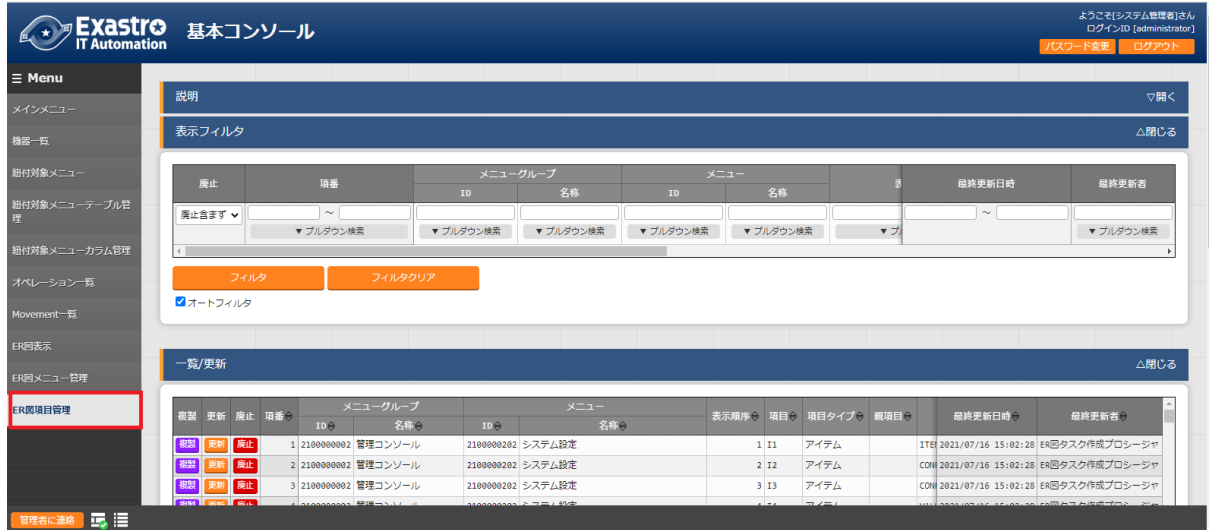 Exastro
IT Automation
基本コンソール
ようこそ[システム管理者]さん
ログインID [administrator]
パスワード変更 ログアウト
Menu
メインメニュー
機器一覧
紐付対象メニュー
紐付対象メニューテーブル管
理
紐付対象メニューカラム管理
オペレーション一覧
Movement一覧
ER図表示
ER図メニュー管理
ER図項目管理
説明 ▽開く
表示フィルタ △閉じる
廃止 項番 メニューグループ メニュー 最終更新日時 最終更新者
ID 名称 ID 名称
廃止含まず ～ ～
▼ プルダウン検索 ▼ プルダウン検索 ▼ プルダウン検索 ▼ プルダウン検索 ▼ プルダウン検索 ▼ プル ▼ プルダウン検索
フィルタ フィルタクリア
オートフィルタ
一覧/更新 △閉じる
複製 更新 廃止 項番 メニューグループ メニュー 表示順序 項目 項目タイプ 親項目 最終更新日時 最終更新者
ID 名称 ID 名称
複製 更新 廃止 1 2100000002 管理コンソール 2100000202 システム設定 1 I1 アイテム ITE 2021/07/16 15:02:28 ER図タスク作成プロシージャ
複製 更新 廃止 2 2100000002 管理コンソール 2100000202 システム設定 2 I2 アイテム CON 2021/07/16 15:02:28 ER図タスク作成プロシージャ
複製 更新 廃止 3 2100000002 管理コンソール 2100000202 システム設定 3 I3 アイテム CON 2021/07/16 15:02:28 ER図タスク作成プロシージャ
管理者に連絡